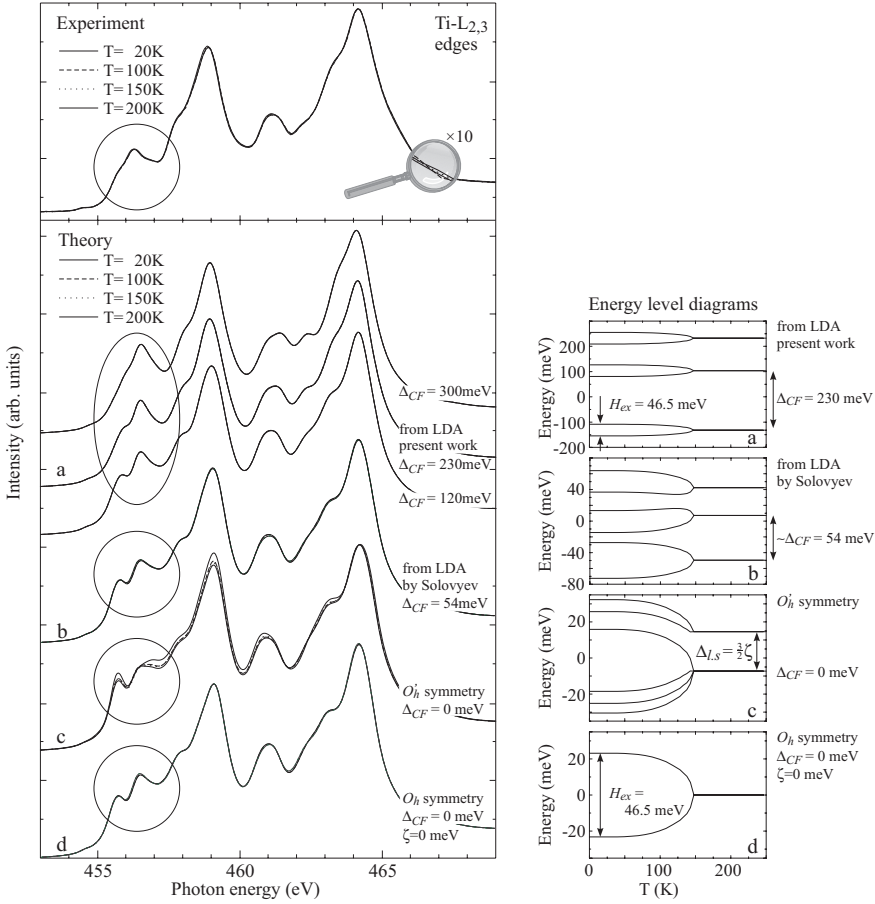 Experiment
T= 20K
T=100K
T=150K
T=200K
Ti-L2,3
edges
×10
Theory
T= 20K
T=100K
T=150K
T=200K
ΔCF = 300meV
from LDA
present work
a
ΔCF = 230meV
ΔCF = 120meV
from LDA
by Solovyev
b
ΔCF = 54meV
O'h symmetry
c
ΔCF = 0 meV
Oh symmetry
ΔCF = 0 meV
d
ζ=0 meV
455
460
465
Photon energy (eV)
Intensity (arb. units)
Energy level diagrams
from LDA
present work
200
100
0
-100
-200
Energy (meV)
Hex = 46.5 meV
ΔCF = 230 meV
a
from LDA
by Solovyev
40
0
-40
-80
Energy (meV)
~ΔCF = 54 meV
b
O'h symmetry
20
0
-20
Energy (meV)
Δl.s = 3/2 ζ
ΔCF = 0 meV
c
Oh symmetry
ΔCF = 0 meV
ζ=0 meV
20
0
-20
Energy (meV)
Hex =
46.5 meV
d
0
50
100
150
200
T (K)